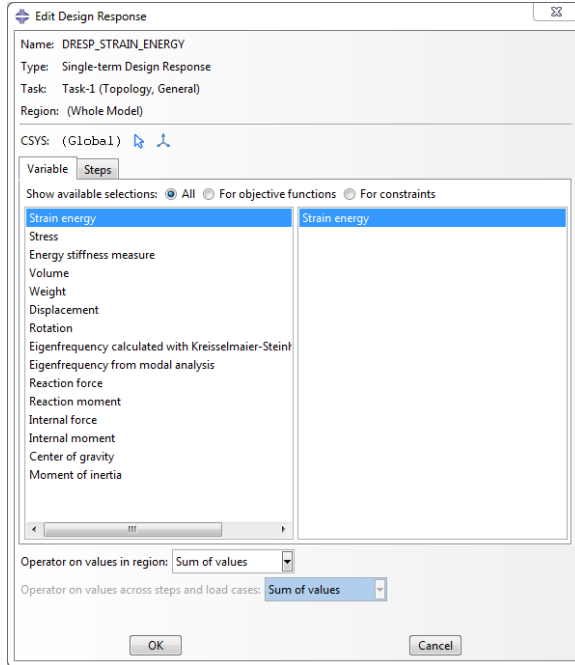 Edit Design Response
Name: DRESP_STRAIN_ENERGY
Type: Single-term Design Response
Task: Task-1 (Topology, General)
Region: (Whole Model)
CSYS: (Global)
Variable Steps
Show available selections: All For objective functions For constraints
Strain energy Strain energy
Stress
Energy stiffness measure
Volume
Weight
Displacement
Rotation
Eigenfrequency calculated with Kreisselmaier-Steinh
Eigenfrequency from modal analysis
Reaction force
Reaction moment
Internal force
Internal moment
Center of gravity
Moment of inertia
Operator on values in region: Sum of values
Operator on values across steps and load cases: Sum of values
OK Cancel